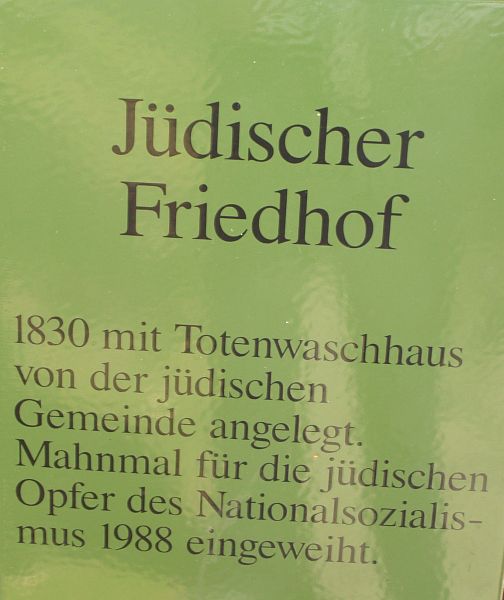 Jüdischer
Friedhof
1830 mit Totenwaschhaus
von der jüdischen
Gemeinde angelegt.
Mahnmal für die jüdischen
Opfer des Nationalsozialis-
mus 1988 eingeweiht.